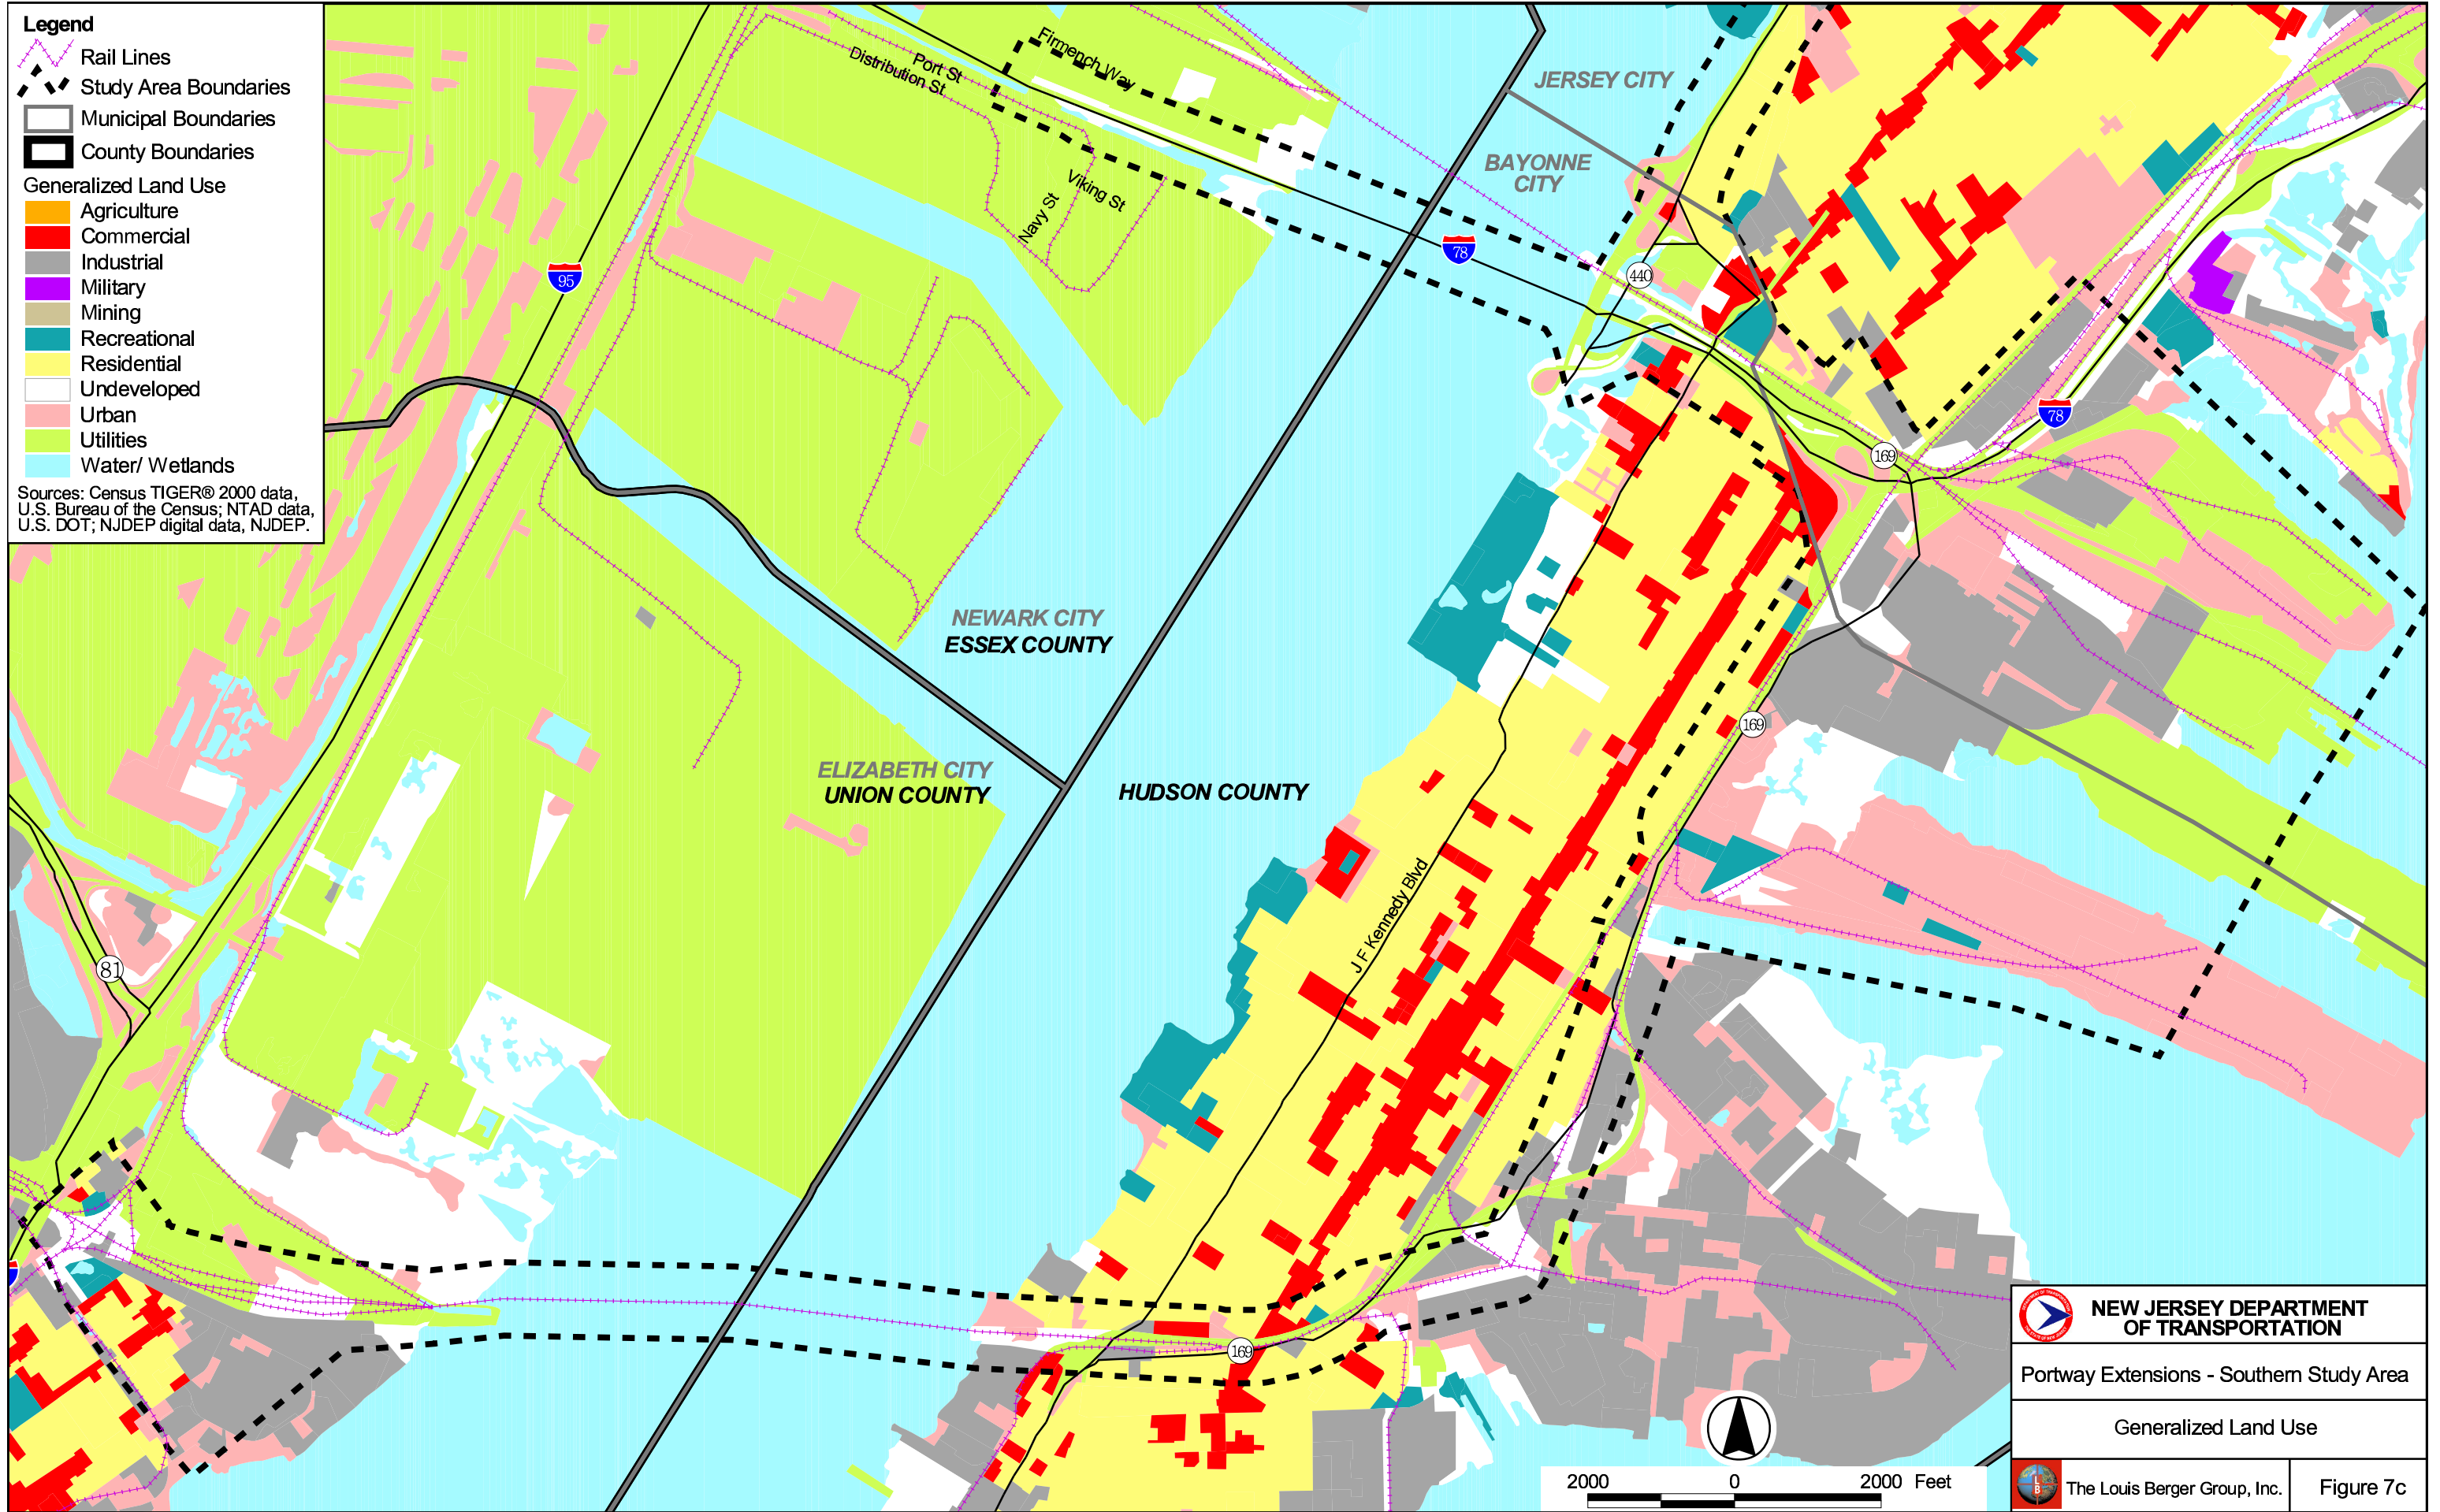 Legend
Rail Lines
Study Area Boundaries
Municipal Boundaries
County Boundaries
Generalized Land Use
Agriculture
Commercial
Industrial
Military
Mining
Recreational
Residential
Undeveloped
Urban
Utilities
Water/ Wetlands
Sources: Census TIGER® 2000 data,
U.S. Bureau of the Census; NTAD data,
U.S. DOT; NJDEP digital data, NJDEP.
Firmench Way
Port St
Distribution St
Viking St
Navy St
JERSEY CITY
BAYONNE
CITY
95
78
440
78
169
NEWARK CITY
ESSEX COUNTY
ELIZABETH CITY
UNION COUNTY
HUDSON COUNTY
169
J F Kennedy Blvd
81
169
2000 0 2000 Feet
NEW JERSEY DEPARTMENT
OF TRANSPORTATION
Portway Extensions - Southern Study Area
Generalized Land Use
LB
The Louis Berger Group, Inc.
Figure 7c